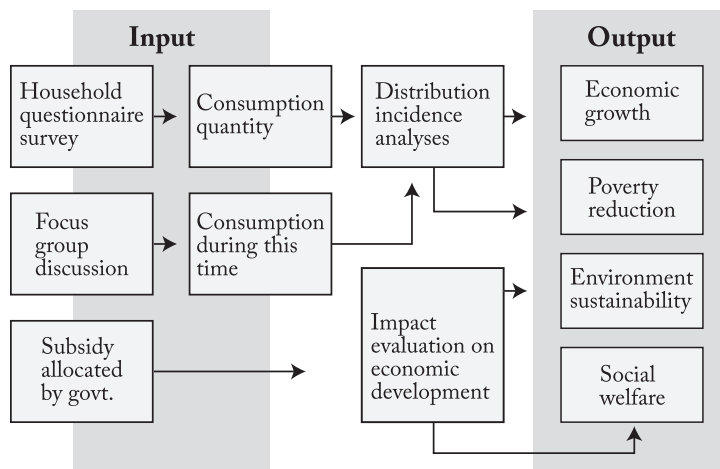 Input
Output
Household
questionnaire
survey
Consumption
quantity
Distribution
incidence
analyses
Economic
growth
Focus
group
discussion
Consumption
during this
time
Poverty
reduction
Environment
sustainability
Subsidy
allocated
by govt.
Impact
evaluation on
economic
development
Social
welfare